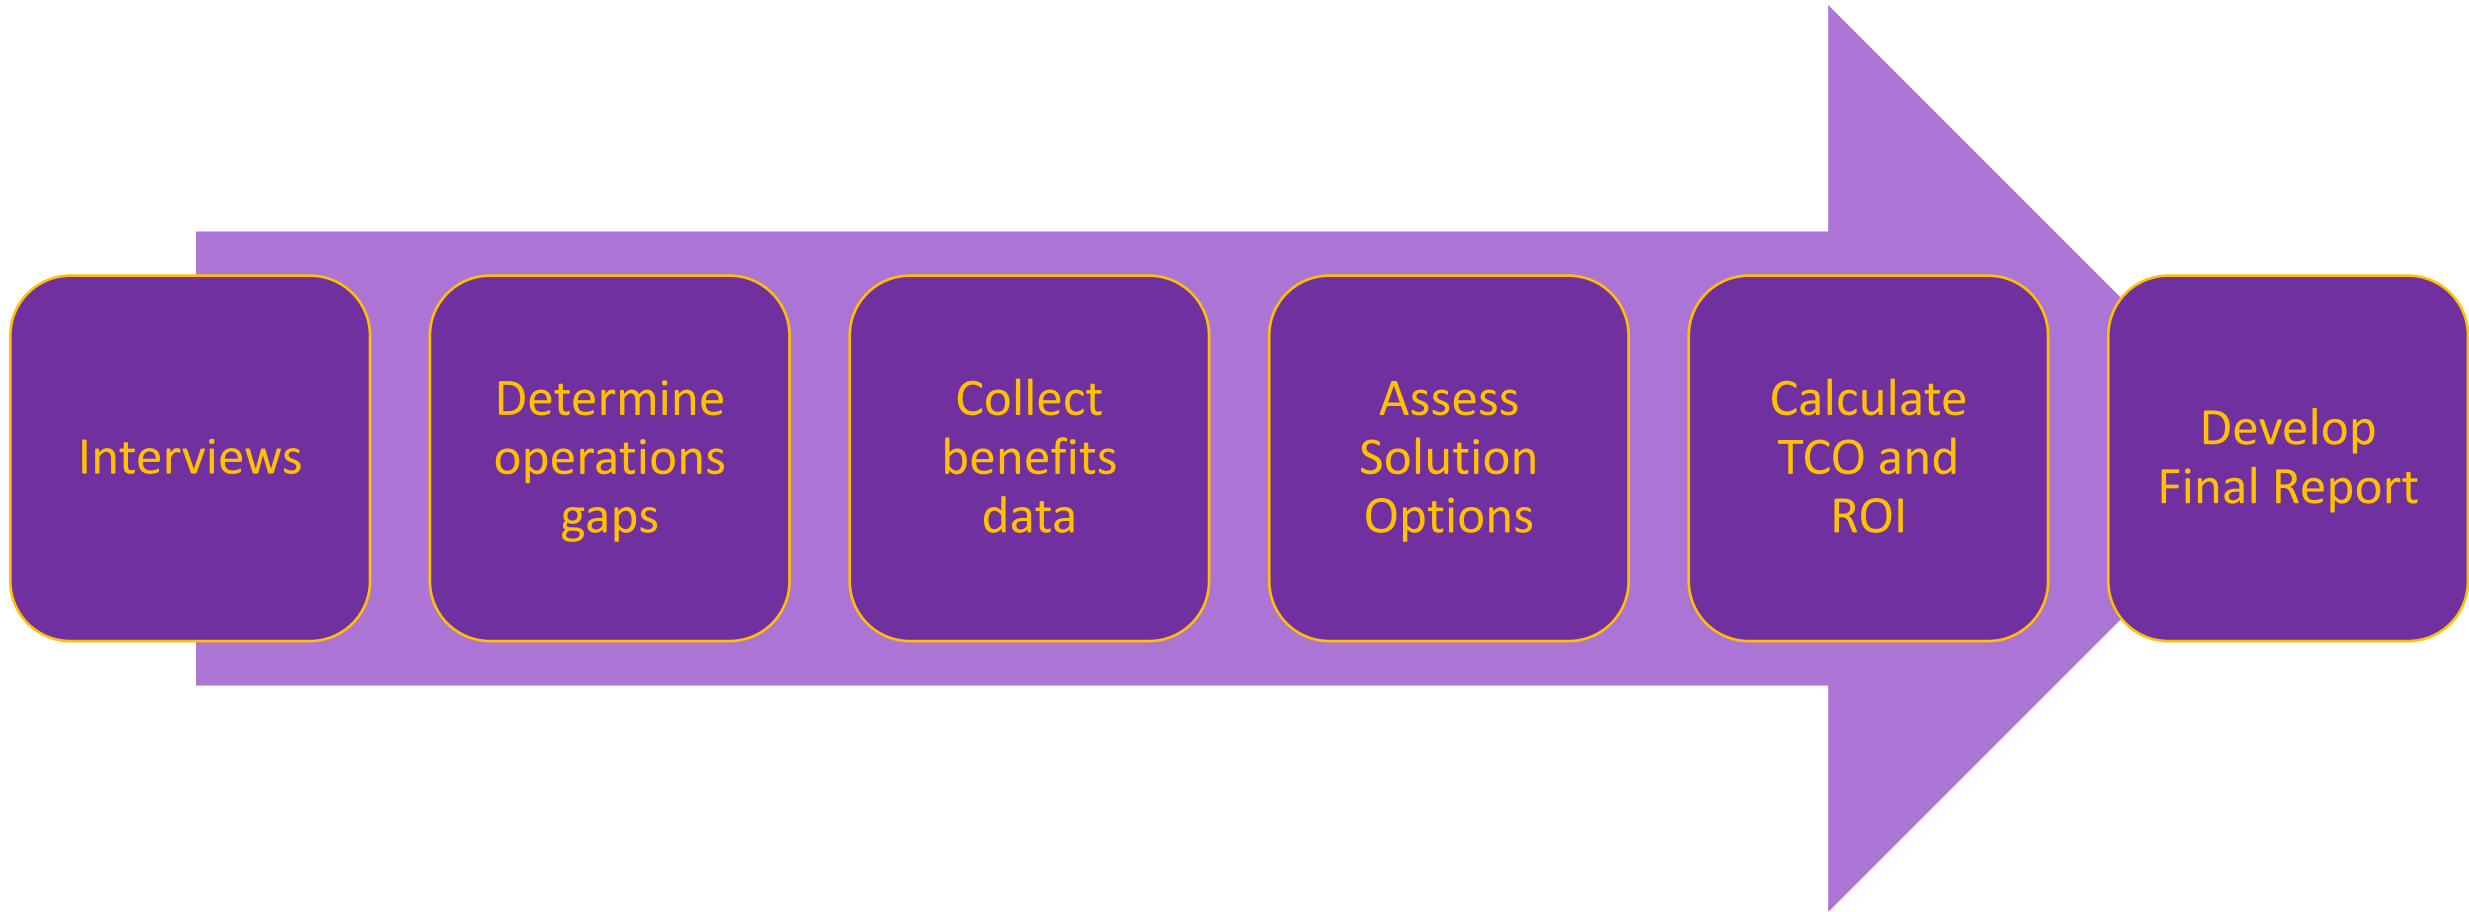 Interviews
Determine
operations
gaps
Collect
benefits
data
Assess
Solution
Options
Calculate
TCO and
ROI
Develop
Final Report